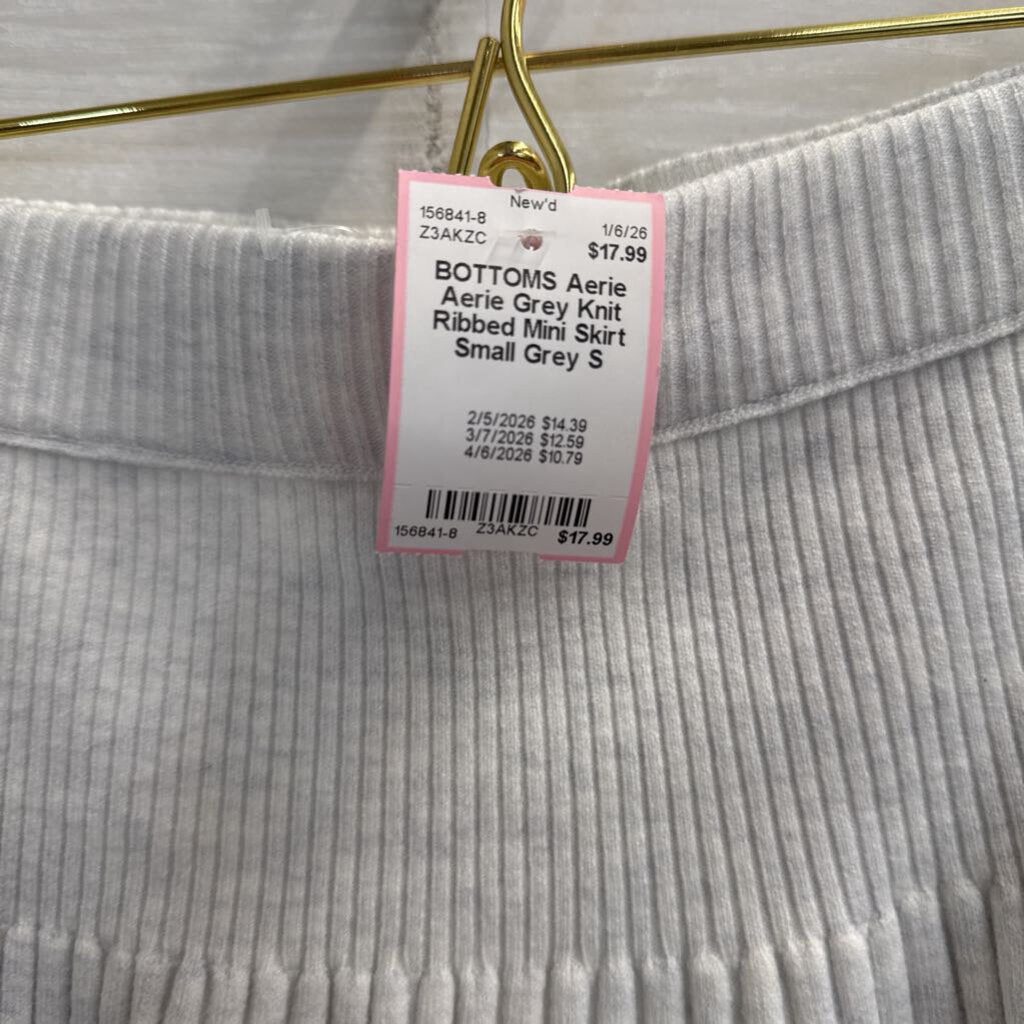 New'd
156841-8 1/6/26
Z3AKZC $17.99
BOTTOMS Aerie
Aerie Grey Knit
Ribbed Mini Skirt
Small Grey S
2/5/2026 $14.39
3/7/2026 $12.59
4/6/2026 $10.79
156841-8 Z3AKZC $17.99